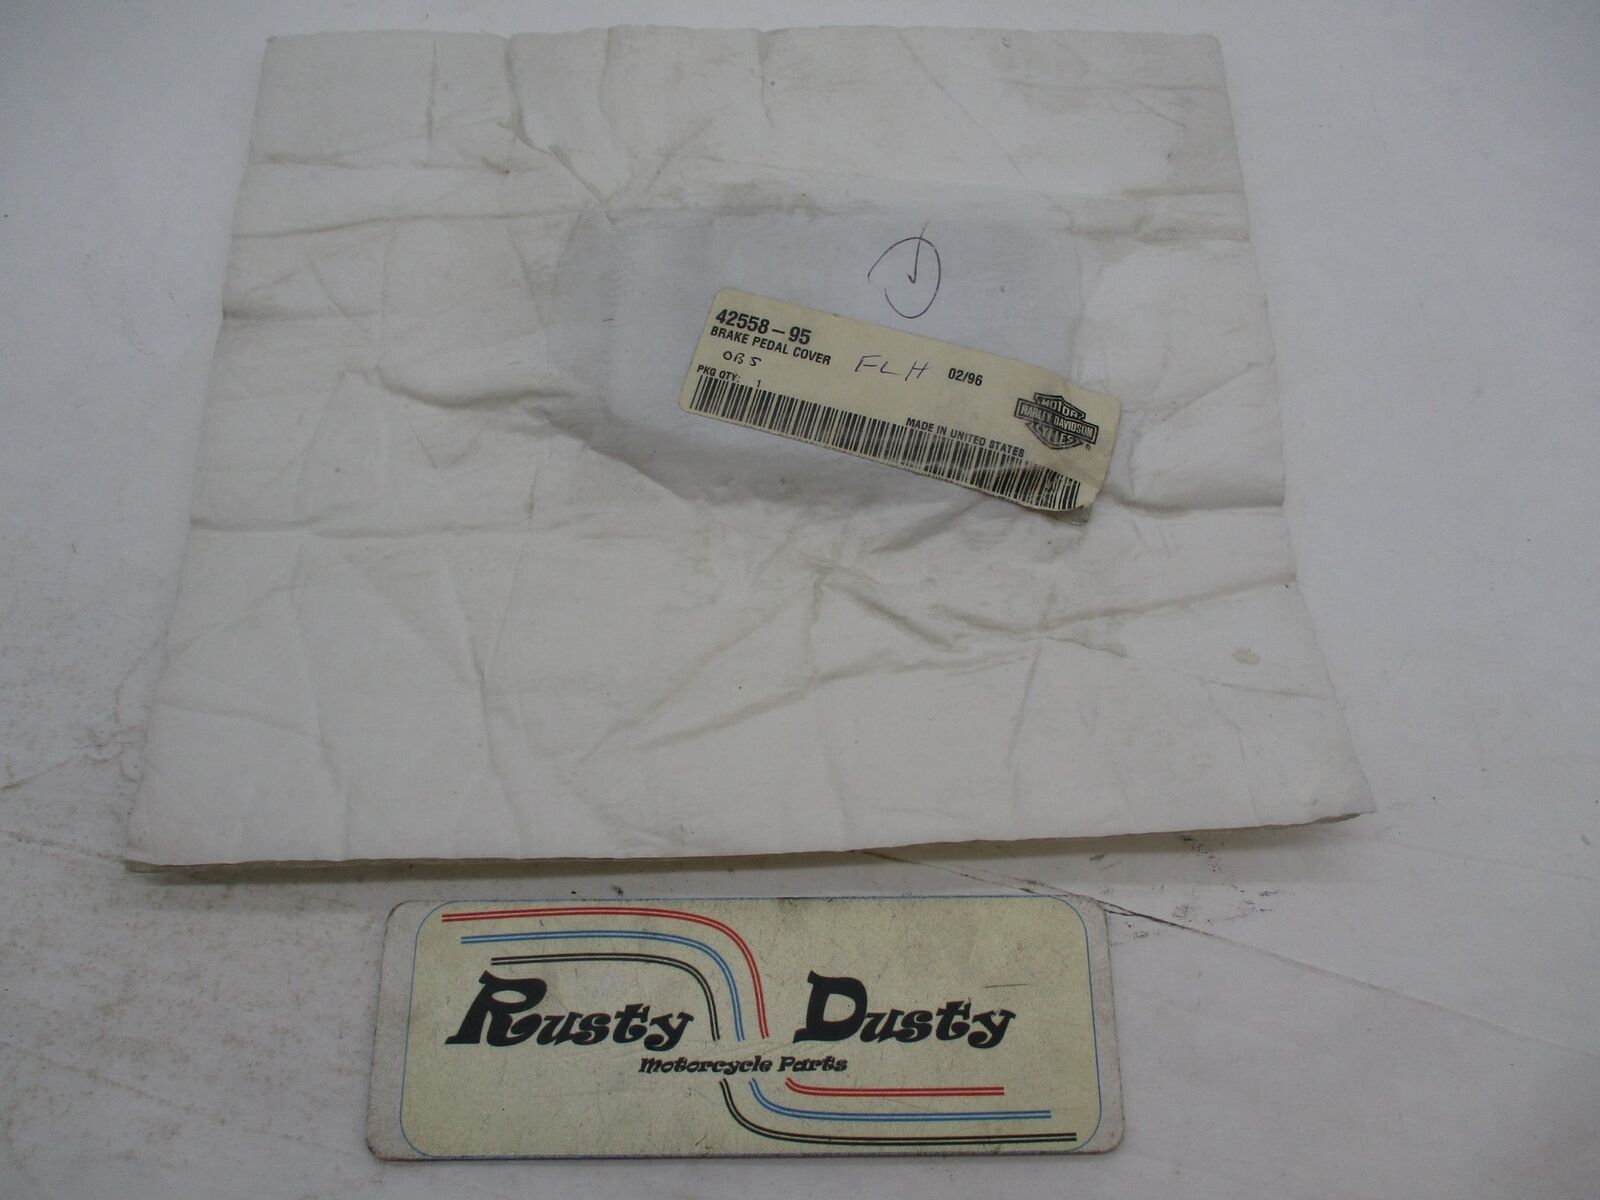 42558-95
BRAKE PEDAL COVER
OBS
FLH
02/96
PKG QTY: 1
MADE IN UNITED STATES
MOTOR
HARLEY-DAVIDSON
CYCLES
®
Rusty Dusty
Motorcycle Parts